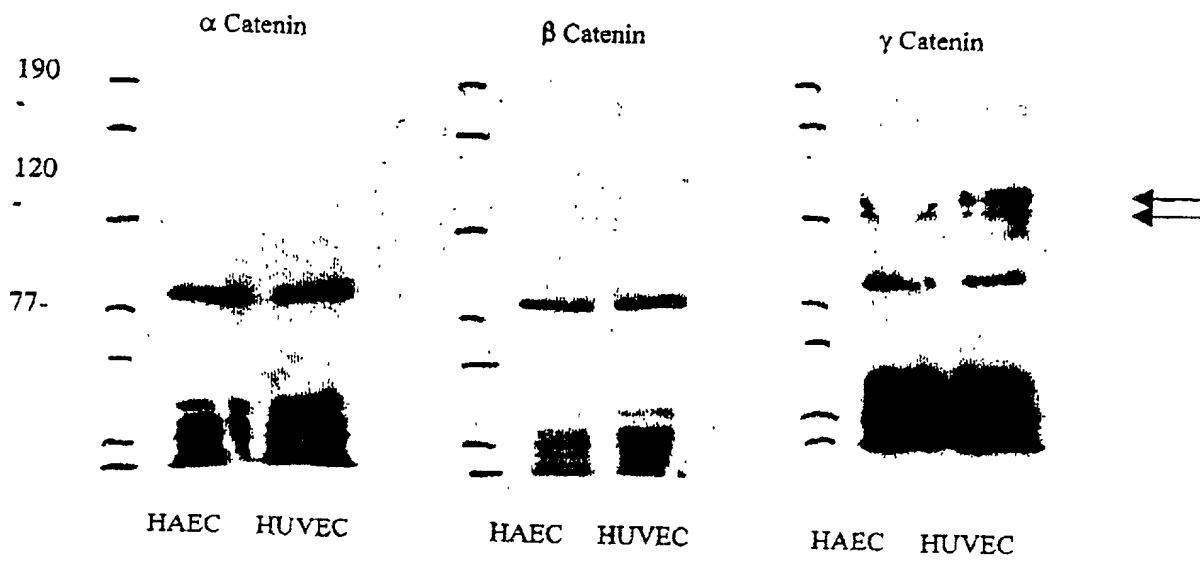 α Catenin
β Catenin
γ Catenin
190
-
120
-
77-
HAEC HUVEC
HAEC HUVEC
HAEC HUVEC